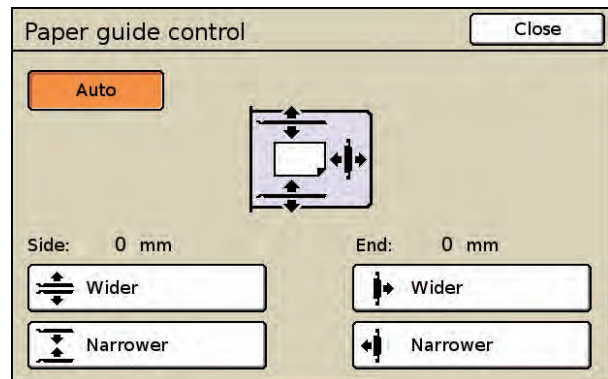 Paper guide control Close
Auto
Side: 0 mm End: 0 mm
Wider Wider
Narrower Narrower